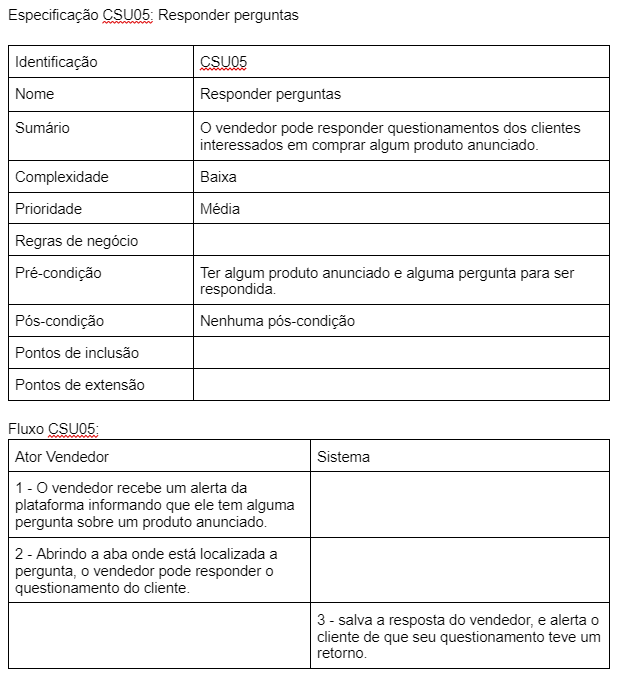 Especificação CSU05: Responder perguntas
Identificação
CSU05
Nome
Responder perguntas
Sumário
O vendedor pode responder questionamentos dos clientes
interessados em comprar algum produto anunciado.
Complexidade
Baixa
Prioridade
Média
Regras de negócio
Pré-condição
Ter algum produto anunciado e alguma pergunta para ser
respondida.
Pós-condição
Nenhuma pós-condição
Pontos de inclusão
Pontos de extensão
Fluxo CSU05:
Ator Vendedor
Sistema
1 - O vendedor recebe um alerta da
plataforma informando que ele tem alguma
pergunta sobre um produto anunciado.
2 - Abrindo a aba onde está localizada a
pergunta, o vendedor pode responder o
questionamento do cliente.
3 - salva a resposta do vendedor, e alerta o
cliente de que seu questionamento teve um
retorno.